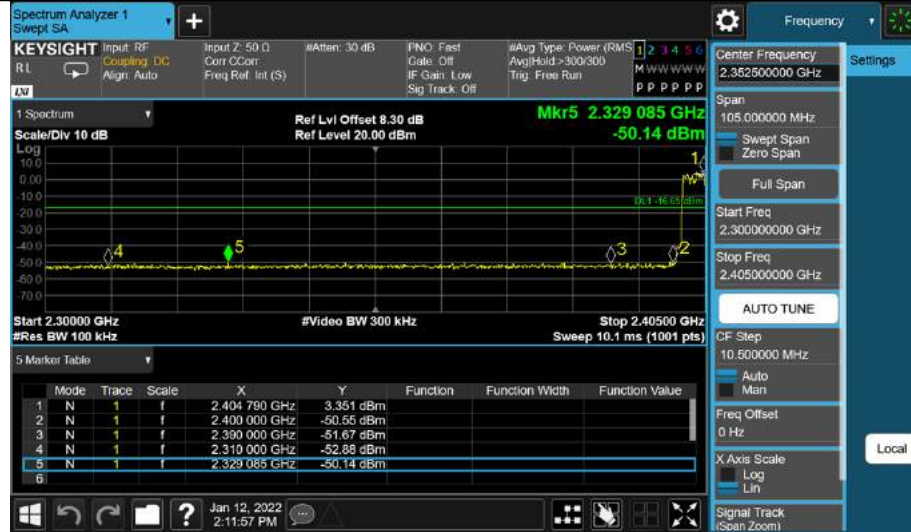 Spectrum Analyzer 1
Swept SA
+
Frequency
KEYSIGHT
RL
LXI
Input: RF
Coupling: DC
Align: Auto
Input Z: 50 Ω
Corr CCorr
Freq Ref: Int (S)
#Atten: 30 dB
PNO: Fast
Gate: Off
IF Gain: Low
Sig Track: Off
#Avg Type: Power (RMS
Avg|Hold:>300/300
Trig: Free Run
1 2 3 4 5 6
M W W W W W
P P P P P P
1 Spectrum
Scale/Div 10 dB
Ref Lvl Offset 8.30 dB
Ref Level 20.00 dBm
Mkr5 2.329 085 GHz
-50.14 dBm
Log
10.0
0.00
-10.0
-20.0
-30.0
-40.0
-50.0
-60.0
-70.0
1
DL1 -16.65 dBm
4
5
3
2
Start 2.30000 GHz
#Res BW 100 kHz
#Video BW 300 kHz
Stop 2.40500 GHz
Sweep 10.1 ms (1001 pts)
5 Marker Table
Mode Trace Scale X Y Function Function Width Function Value
1 N 1 f 2.404 790 GHz 3.351 dBm
2 N 1 f 2.400 000 GHz -50.55 dBm
3 N 1 f 2.390 000 GHz -51.67 dBm
4 N 1 f 2.310 000 GHz -52.88 dBm
5 N 1 f 2.329 085 GHz -50.14 dBm
6
?
Jan 12, 2022
2:11:57 PM
Center Frequency
2.352500000 GHz
Settings
Span
105.000000 MHz
Swept Span
Zero Span
Full Span
Start Freq
2.300000000 GHz
Stop Freq
2.405000000 GHz
AUTO TUNE
CF Step
10.500000 MHz
Auto
Man
Freq Offset
0 Hz
Local
X Axis Scale
Log
Lin
Signal Track
(Span Zoom)